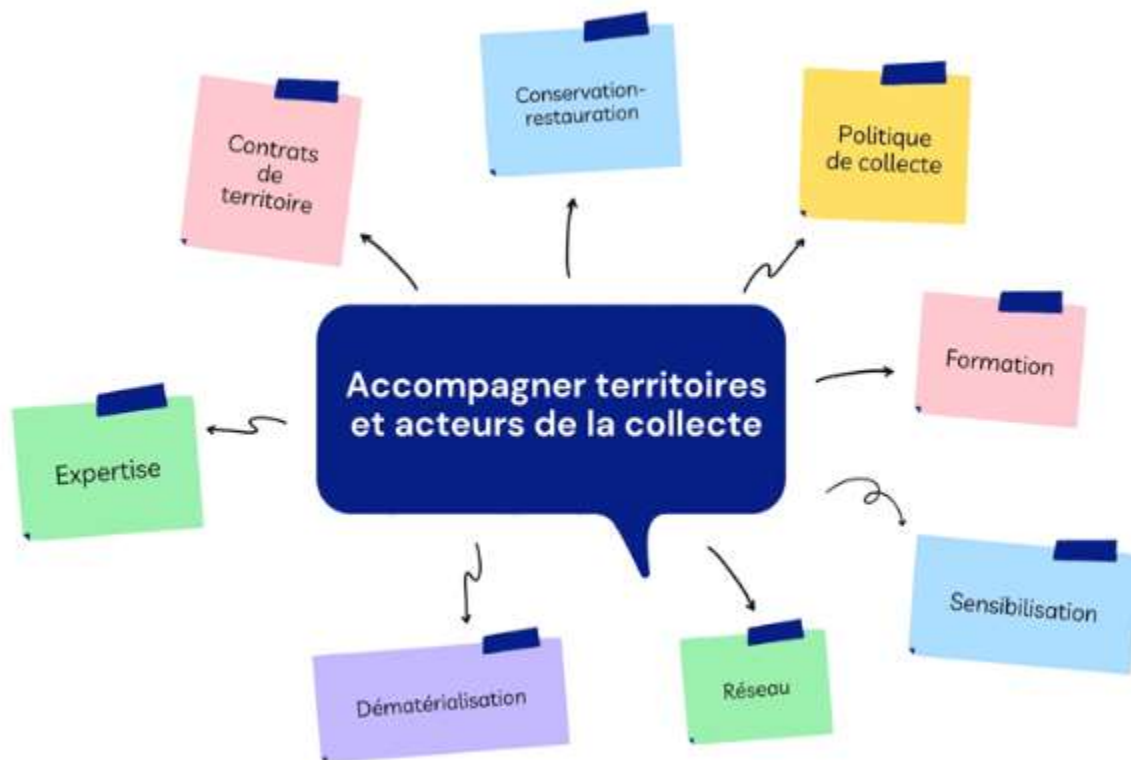 Conservation-
restauration
Contrats
de
territoire
Politique
de collecte
Formation
Accompagner territoires
et acteurs de la collecte
Expertise
Sensibilisation
Dématérialisation
Réseau